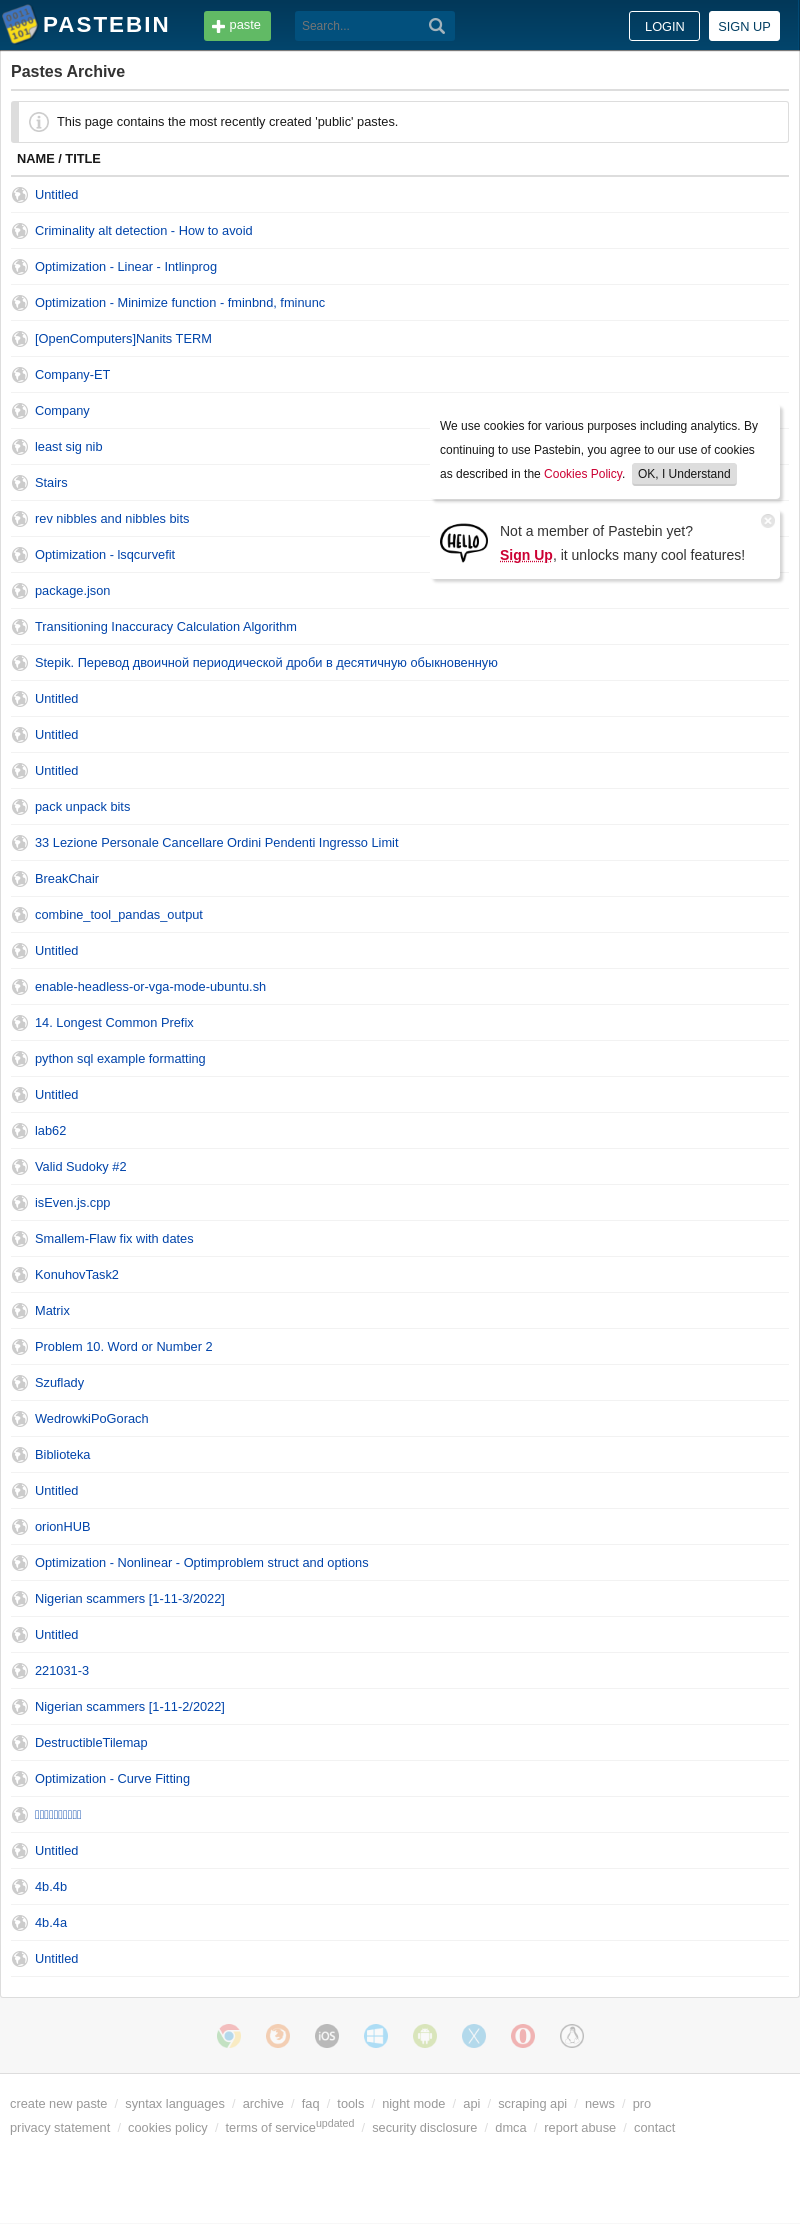 PASTEBIN
paste
Search...
LOGIN
SIGN UP
Pastes Archive
This page contains the most recently created 'public' pastes.
NAME / TITLE
Untitled
Criminality alt detection - How to avoid
Optimization - Linear - Intlinprog
Optimization - Minimize function - fminbnd, fminunc
[OpenComputers]Nanits TERM
Company-ET
Company
least sig nib
Stairs
rev nibbles and nibbles bits
Optimization - lsqcurvefit
We use cookies for various purposes including analytics. By
continuing to use Pastebin, you agree to our use of cookies
as described in the Cookies Policy. OK, I Understand
HELLO
Not a member of Pastebin yet?
Sign Up, it unlocks many cool features!
package.json
Transitioning Inaccuracy Calculation Algorithm
Stepik. Перевод двоичной периодической дроби в десятичную обыкновенную
Untitled
Untitled
Untitled
pack unpack bits
33 Lezione Personale Cancellare Ordini Pendenti Ingresso Limit
BreakChair
combine_tool_pandas_output
Untitled
enable-headless-or-vga-mode-ubuntu.sh
14. Longest Common Prefix
python sql example formatting
Untitled
lab62
Valid Sudoky #2
isEven.js.cpp
Smallem-Flaw fix with dates
KonuhovTask2
Matrix
Problem 10. Word or Number 2
Szuflady
WedrowkiPoGorach
Biblioteka
Untitled
orionHUB
Optimization - Nonlinear - Optimproblem struct and options
Nigerian scammers [1-11-3/2022]
Untitled
221031-3
Nigerian scammers [1-11-2/2022]
DestructibleTilemap
Optimization - Curve Fitting
Untitled
4b.4b
4b.4a
Untitled
iOS
create new paste / syntax languages / archive / faq / tools / night mode / api / scraping api / news / pro
privacy statement / cookies policy / terms of service updated / security disclosure / dmca / report abuse / contact